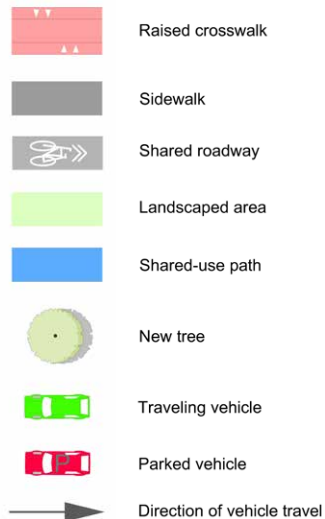 Raised crosswalk
Sidewalk
Shared roadway
Landscaped area
Shared-use path
New tree
Traveling vehicle
P
Parked vehicle
Direction of vehicle travel